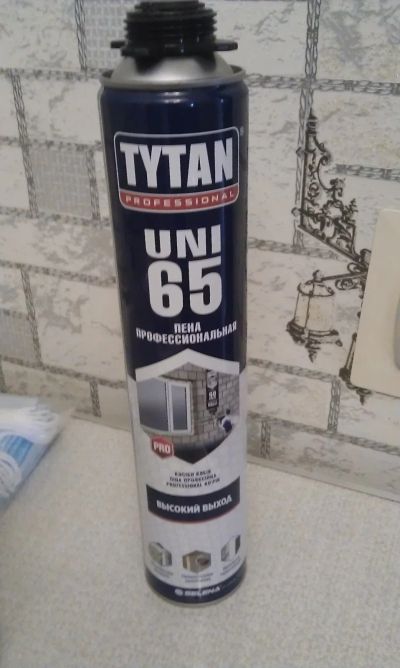 TYTAN
PROFESSIONAL
UNI
65
ПЕНА
ПРОФЕССИОНАЛЬНАЯ
PRO
ВЫСОКИЙ ВЫХОД
SELENA